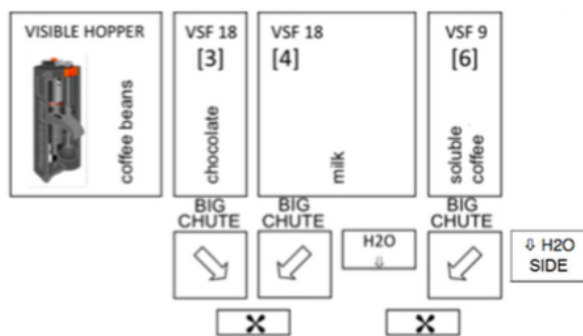 VISIBLE HOPPER
coffee beans
VSF 18
[3]
chocolate
VSF 18
[4]
milk
VSF 9
[6]
soluble
coffee
BIG
CHUTE
BIG
CHUTE
H2O
⇩
BIG
CHUTE
⇩ H2O
SIDE